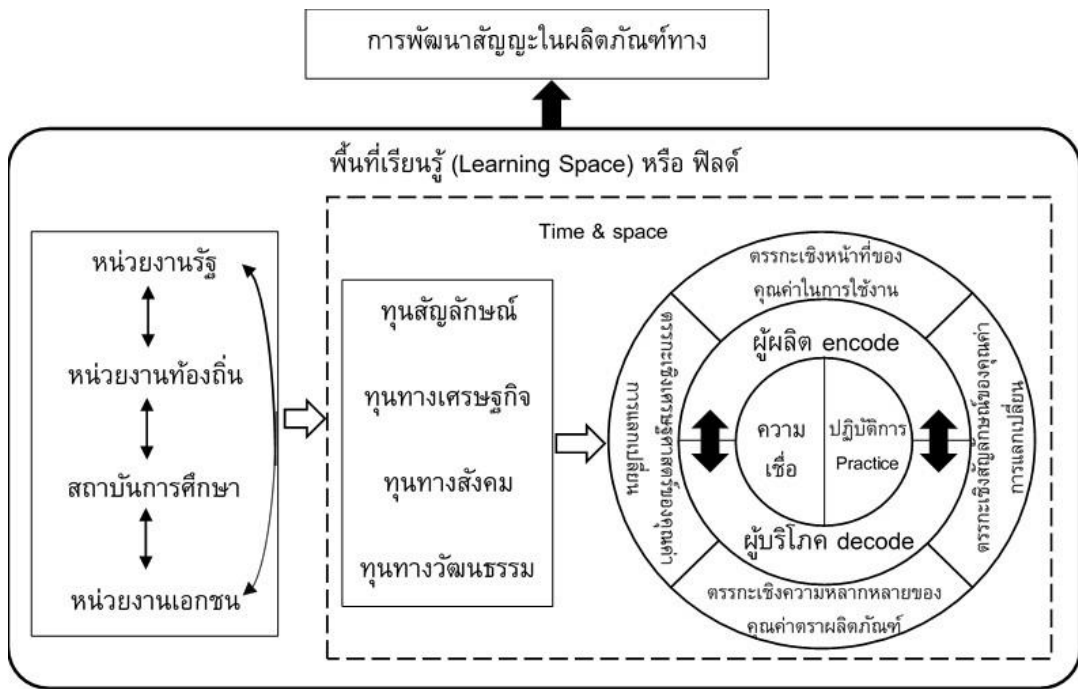 การพัฒนาสัญญะในผลิตภัณฑ์ทาง
พื้นที่เรียนรู้ (Learning Space) หรือ ฟิลด์
หน่วยงานรัฐ
หน่วยงานท้องถิ่น
สถาบันการศึกษา
หน่วยงานเอกชน
Time & space
ทุนสัญลักษณ์
ทุนทางเศรษฐกิจ
ทุนทางสังคม
ทุนทางวัฒนธรรม
ตรรกะเชิงหน้าที่ของ
คุณค่าในการใช้งาน
ตรรกะเชิงเศรษฐศาสตร์ของคุณค่า
การแลกเปลี่ยน
ผู้ผลิต encode
ความ
เชื่อ
ปฏิบัติการ
Practice
ผู้บริโภค decode
ตรรกะเชิงสัญลักษณ์ของคุณค่า
การแลกเปลี่ยน
ตรรกะเชิงความหลากหลายของ
คุณค่าตราผลิตภัณฑ์